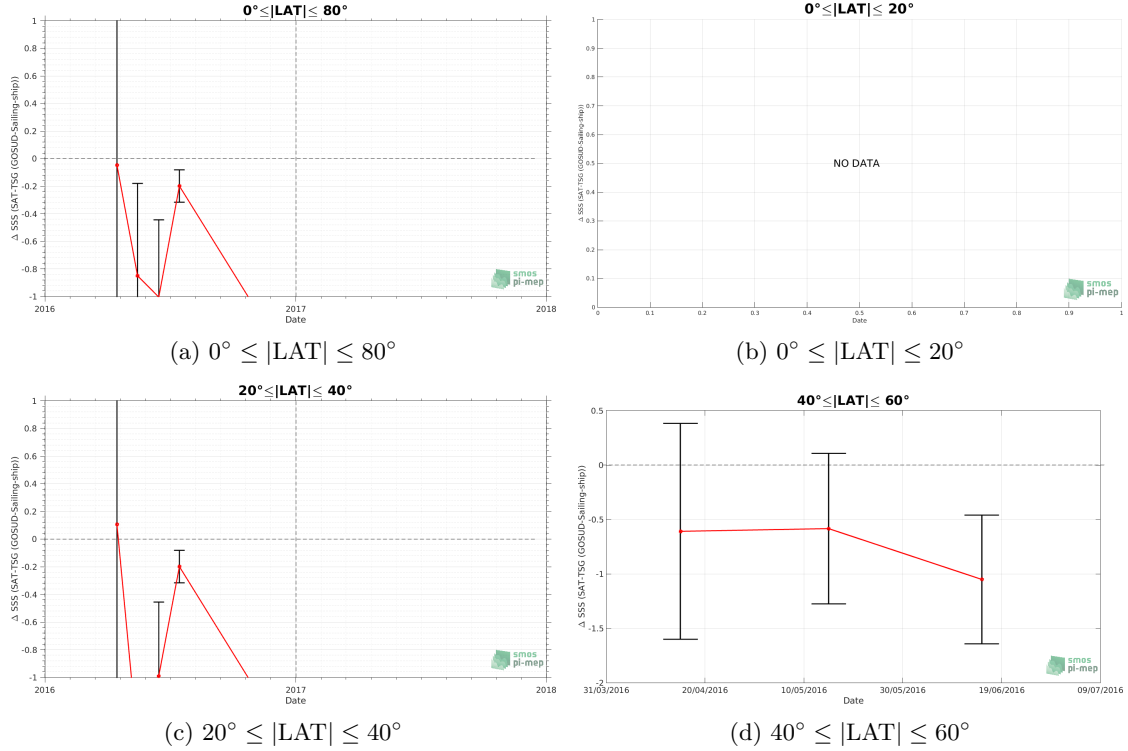 0°≤|LAT|≤ 80°
Δ SSS (SAT-TSG (GOSUD-Sailing-ship))
1
0.8
0.6
0.4
0.2
0
-0.2
-0.4
-0.6
-0.8
-1
2016 2017 2018
Date
smos
pi-mep
(a) 0° ≤ |LAT| ≤ 80°
0°≤|LAT|≤ 20°
Δ SSS (SAT-TSG (GOSUD-Sailing-ship))
1
0.9
0.8
0.7
0.6
0.5
0.4
0.3
0.2
0.1
0
NO DATA
0 0.1 0.2 0.3 0.4 0.5 0.6 0.7 0.8 0.9 1
Date
smos
pi-mep
(b) 0° ≤ |LAT| ≤ 20°
20°≤|LAT|≤ 40°
Δ SSS (SAT-TSG (GOSUD-Sailing-ship))
1
0.8
0.6
0.4
0.2
0
-0.2
-0.4
-0.6
-0.8
-1
2016 2017 2018
Date
smos
pi-mep
(c) 20° ≤ |LAT| ≤ 40°
40°≤|LAT|≤ 60°
Δ SSS (SAT-TSG (GOSUD-Sailing-ship))
0.5
0
-0.5
-1
-1.5
-2
31/03/2016 20/04/2016 10/05/2016 30/05/2016 19/06/2016 09/07/2016
Date
smos
pi-mep
(d) 40° ≤ |LAT| ≤ 60°